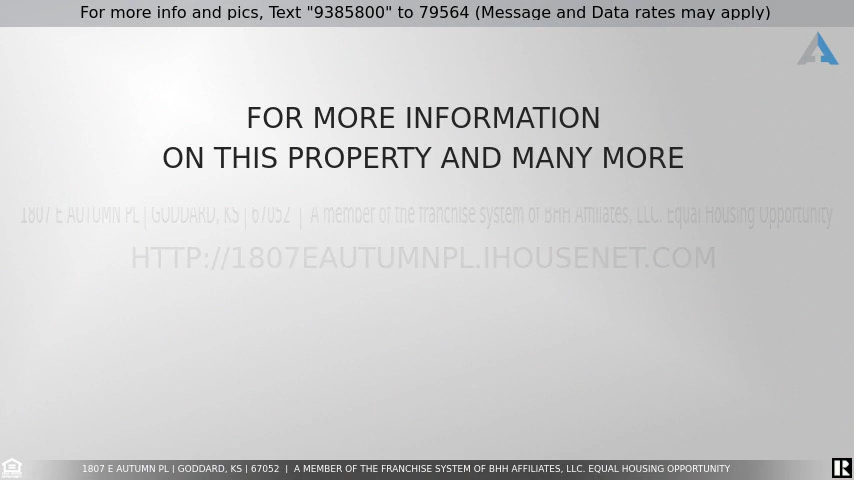 For more info and pics, Text "9385800" to 79564 (Message and Data rates may apply)
FOR MORE INFORMATION
ON THIS PROPERTY AND MANY MORE
1807 E AUTUMN PL | GODDARD, KS | 67052 | A member of the franchise system of BHH Affiliates, LLC. Equal Housing Opportunity
HTTP://1807EAUTUMNPL.IHOUSENET.COM
1807 E AUTUMN PL | GODDARD, KS | 67052 | A MEMBER OF THE FRANCHISE SYSTEM OF BHH AFFILIATES, LLC. EQUAL HOUSING OPPORTUNITY